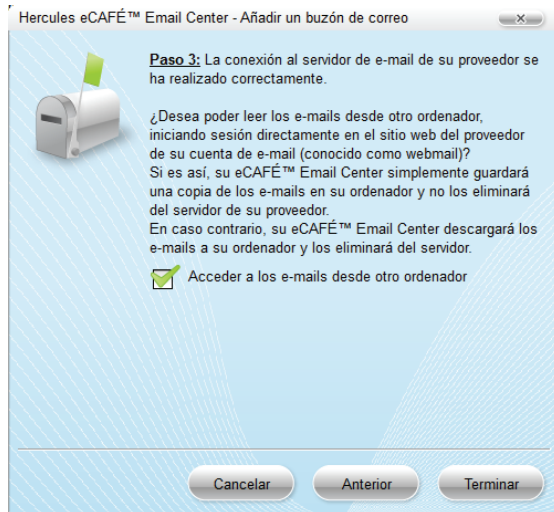 Hercules eCAFÉ™ Email Center - Añadir un buzón de correo
Paso 3: La conexión al servidor de e-mail de su proveedor se
ha realizado correctamente.
¿Desea poder leer los e-mails desde otro ordenador,
iniciando sesión directamente en el sitio web del proveedor
de su cuenta de e-mail (conocido como webmail)?
Si es así, su eCAFÉ™ Email Center simplemente guardará
una copia de los e-mails en su ordenador y no los eliminará
del servidor de su proveedor.
En caso contrario, su eCAFÉ™ Email Center descargará los
e-mails a su ordenador y los eliminará del servidor.
Acceder a los e-mails desde otro ordenador
Cancelar
Anterior
Terminar